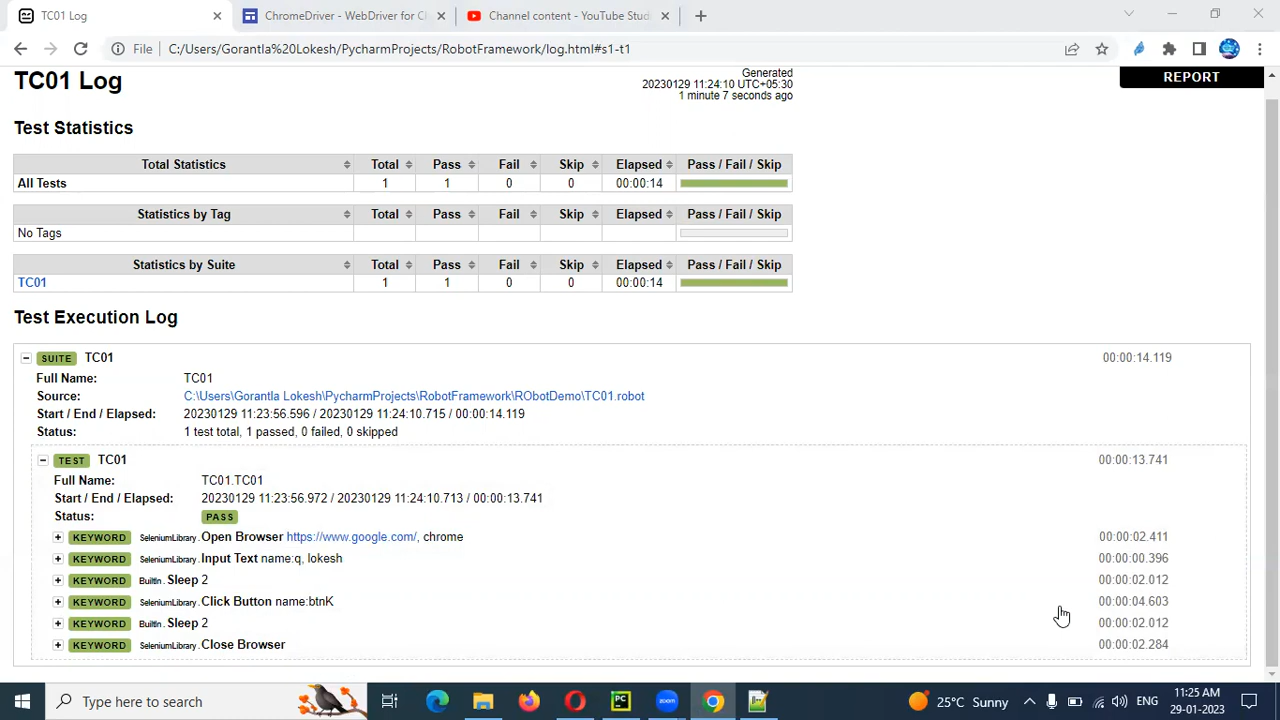 TC01 Log
ChromeDriver - WebDriver for C
Channel content - YouTube Stud
File C:/Users/Gorantla%20Lokesh/PycharmProjects/RobotFramework/log.html#s1-t1
TC01 Log
Generated
20230129 11:24:10 UTC+05:30
1 minute 7 seconds ago
REPORT
Test Statistics
Total Statistics Total Pass Fail Skip Elapsed Pass / Fail / Skip
All Tests 1 1 0 0 00:00:14
Statistics by Tag Total Pass Fail Skip Elapsed Pass / Fail / Skip
No Tags
Statistics by Suite Total Pass Fail Skip Elapsed Pass / Fail / Skip
TC01 1 1 0 0 00:00:14
Test Execution Log
SUITE TC01 00:00:14.119
Full Name: TC01
Source: C:\Users\Gorantla Lokesh\PycharmProjects\RobotFramework\RObotDemo\TC01.robot
Start / End / Elapsed: 20230129 11:23:56.596 / 20230129 11:24:10.715 / 00:00:14.119
Status: 1 test total, 1 passed, 0 failed, 0 skipped
TEST TC01 00:00:13.741
Full Name: TC01.TC01
Start / End / Elapsed: 20230129 11:23:56.972 / 20230129 11:24:10.713 / 00:00:13.741
Status: PASS
KEYWORD SeleniumLibrary.Open Browser https://www.google.com/, chrome 00:00:02.411
KEYWORD SeleniumLibrary.Input Text name:q, lokesh 00:00:00.396
KEYWORD BuiltIn.Sleep 2 00:00:02.012
KEYWORD SeleniumLibrary.Click Button name:btnK 00:00:04.603
KEYWORD BuiltIn.Sleep 2 00:00:02.012
KEYWORD SeleniumLibrary.Close Browser 00:00:02.284
Type here to search
PC
zoom
25°C Sunny
ENG
11:25 AM
29-01-2023